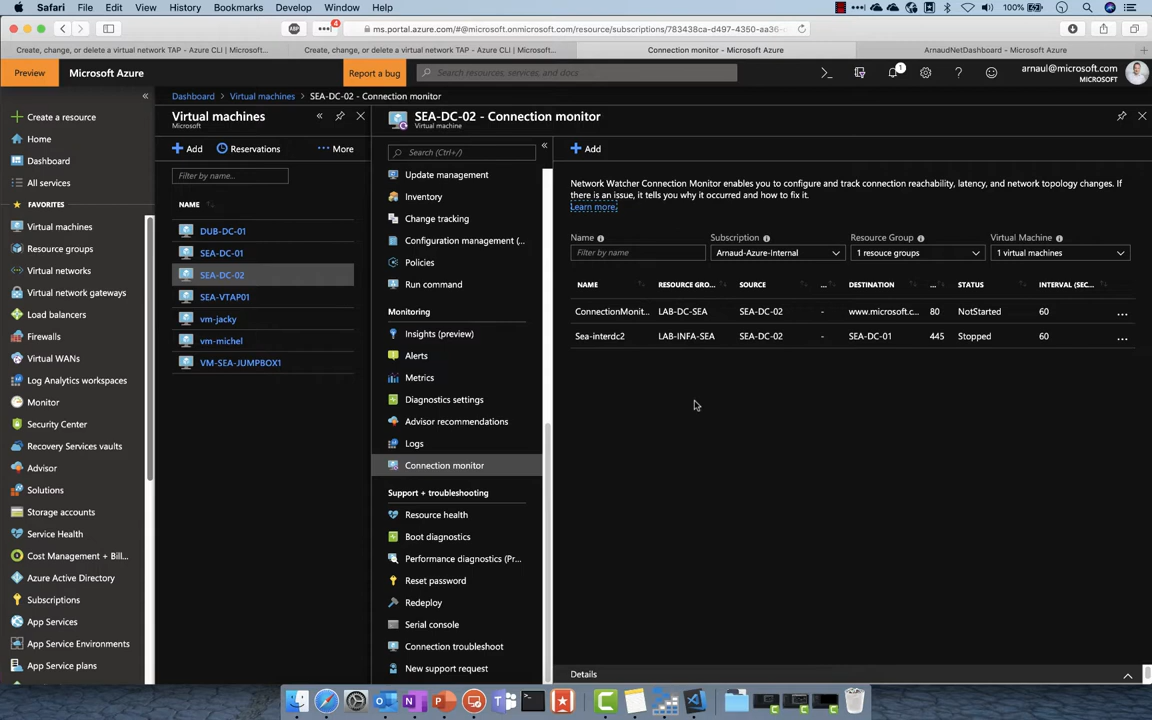 Safari File Edit View History Bookmarks Develop Window Help 100%
4 ms.portal.azure.com/#@microsoft.onmicrosoft.com/resource/subscriptions/783438ca-d457-4ea4-aa36-c
Create, change, or delete a virtual network TAP - Azure CLI | Microsoft...
Create, change, or delete a virtual network TAP - Azure CLI | Microsoft...
Connection monitor - Microsoft Azure
ArnaudNetDashboard - Microsoft Azure
Preview
Microsoft Azure
Report a bug
Search resources, services, and docs
1
arnaul@microsoft.com
MICROSOFT
Create a resource
Home
Dashboard
All services
FAVORITES
Virtual machines
Resource groups
Virtual networks
Virtual network gateways
Load balancers
Firewalls
Virtual WANs
Log Analytics workspaces
Monitor
Security Center
Recovery Services vaults
Advisor
Solutions
Storage accounts
Service Health
Cost Management + Bill...
Azure Active Directory
Subscriptions
App Services
App Service Environments
App Service plans
Dashboard > Virtual machines > SEA-DC-02 - Connection monitor
Virtual machines
Microsoft
Add Reservations ... More
Filter by name...
NAME
DUB-DC-01
SEA-DC-01
SEA-DC-02
SEA-VTAP01
vm-jacky
vm-michel
VM-SEA-JUMPBOX1
SEA-DC-02 - Connection monitor
Virtual machine
Search (Ctrl+/)
Update management
Inventory
Change tracking
Configuration management (...
Policies
Run command
Monitoring
Insights (preview)
Alerts
Metrics
Diagnostics settings
Advisor recommendations
Logs
Connection monitor
Support + troubleshooting
Resource health
Boot diagnostics
Performance diagnostics (Pr...
Reset password
Redeploy
Serial console
Connection troubleshoot
New support request
Add
Network Watcher Connection Monitor enables you to configure and track connection reachability, latency, and network topology changes. If
there is an issue, it tells you why it occurred and how to fix it.
Learn more.
Name Subscription Resource Group Virtual Machine
Filter by name Arnaud-Azure-Internal 1 resouce groups 1 virtual machines
NAME RESOURCE GRO... SOURCE ... DESTINATION ... STATUS INTERVAL (SEC...
ConnectionMonit... LAB-DC-SEA SEA-DC-02 - www.microsoft.c... 80 NotStarted 60 ...
Sea-interdc2 LAB-INFA-SEA SEA-DC-02 - SEA-DC-01 445 Stopped 60 ...
Details